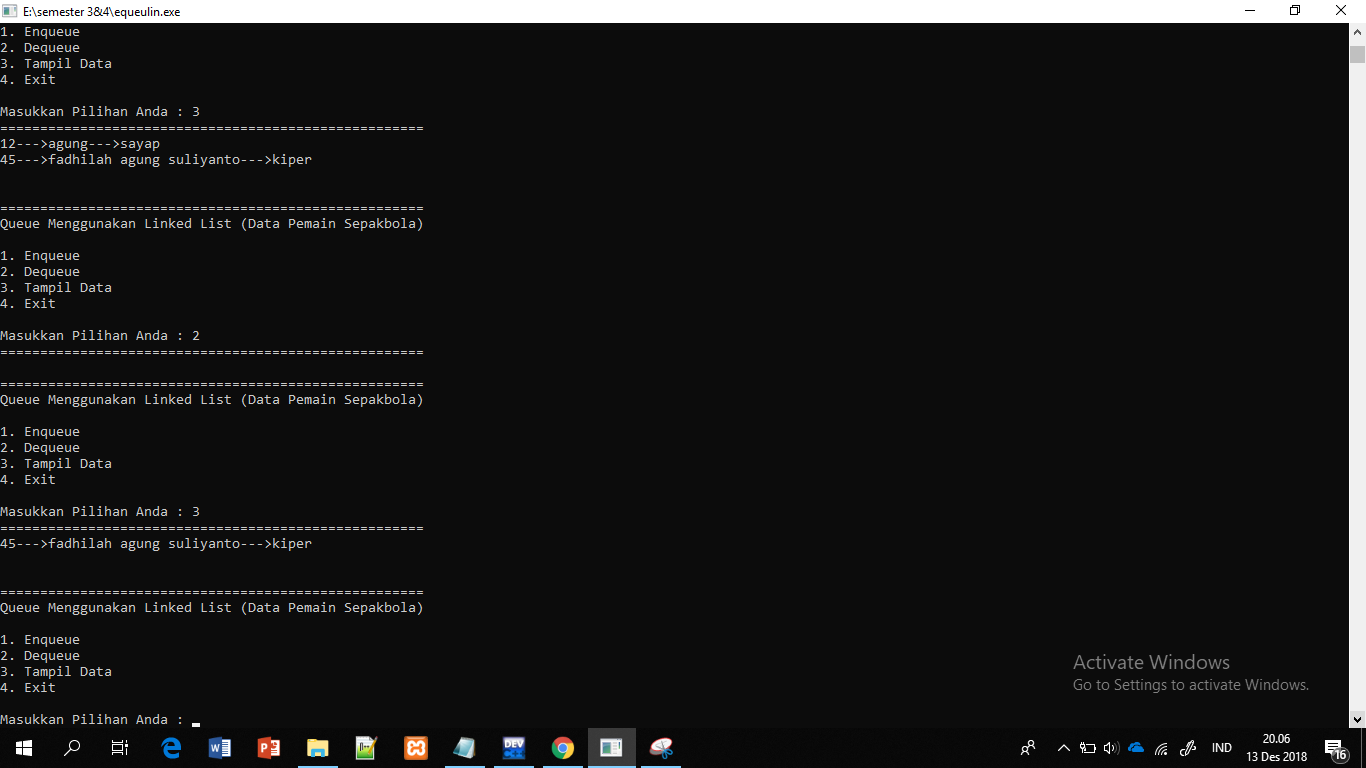 E:\semester 3&4\equeulin.exe
1. Enqueue
2. Dequeue
3. Tampil Data
4. Exit
Masukkan Pilihan Anda : 3
=====================================================
12--->agung--->sayap
45--->fadhilah agung suliyanto--->kiper
=====================================================
Queue Menggunakan Linked List (Data Pemain Sepakbola)
1. Enqueue
2. Dequeue
3. Tampil Data
4. Exit
Masukkan Pilihan Anda : 2
=====================================================
=====================================================
Queue Menggunakan Linked List (Data Pemain Sepakbola)
1. Enqueue
2. Dequeue
3. Tampil Data
4. Exit
Masukkan Pilihan Anda : 3
=====================================================
45--->fadhilah agung suliyanto--->kiper
=====================================================
Queue Menggunakan Linked List (Data Pemain Sepakbola)
1. Enqueue
2. Dequeue
3. Tampil Data
4. Exit
Masukkan Pilihan Anda :
Activate Windows
Go to Settings to activate Windows.
DEV
IND
20.06
13 Des 2018
16